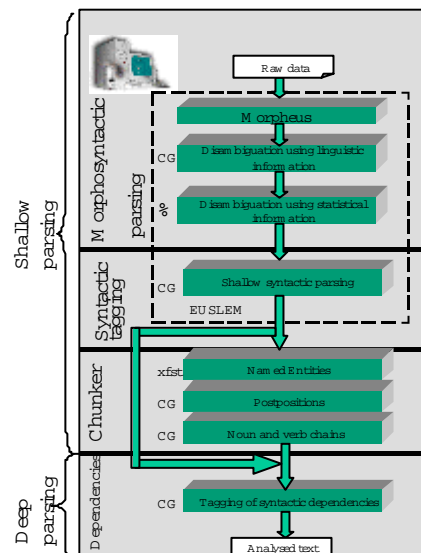 Raw data
Morpheus
CG
Disambiguation using linguistic
information
%
Disambiguation using statistical
information
CG
Shallow syntactic parsing
EUSLEM
xfst
Named Entities
CG
Postpositions
CG
Noun and verb chains
CG
Tagging of syntactic dependencies
Analysed text
Shallow
parsing
Morphosyntactic
parsing
Syntactic
tagging
Chunker
Deep
parsing
Dependencies